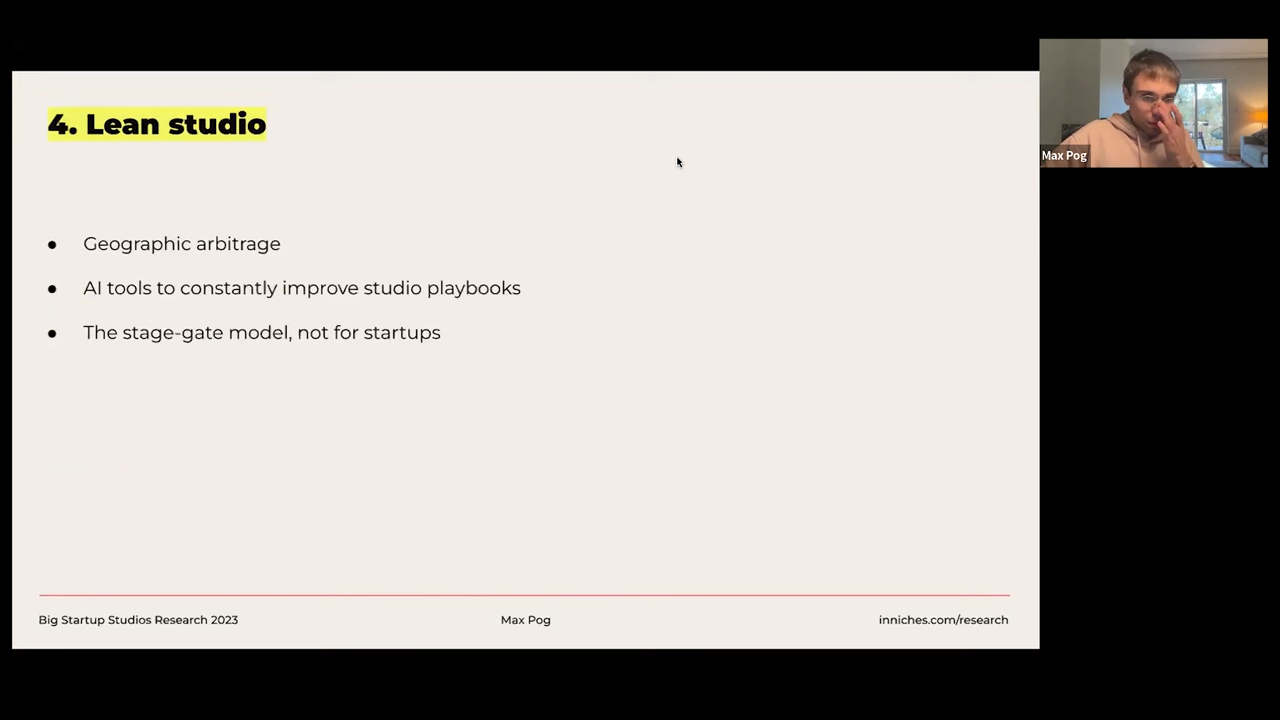 4. Lean studio
Max Pog
● Geographic arbitrage
● AI tools to constantly improve studio playbooks
● The stage-gate model, not for startups
Big Startup Studios Research 2023
Max Pog
inniches.com/research